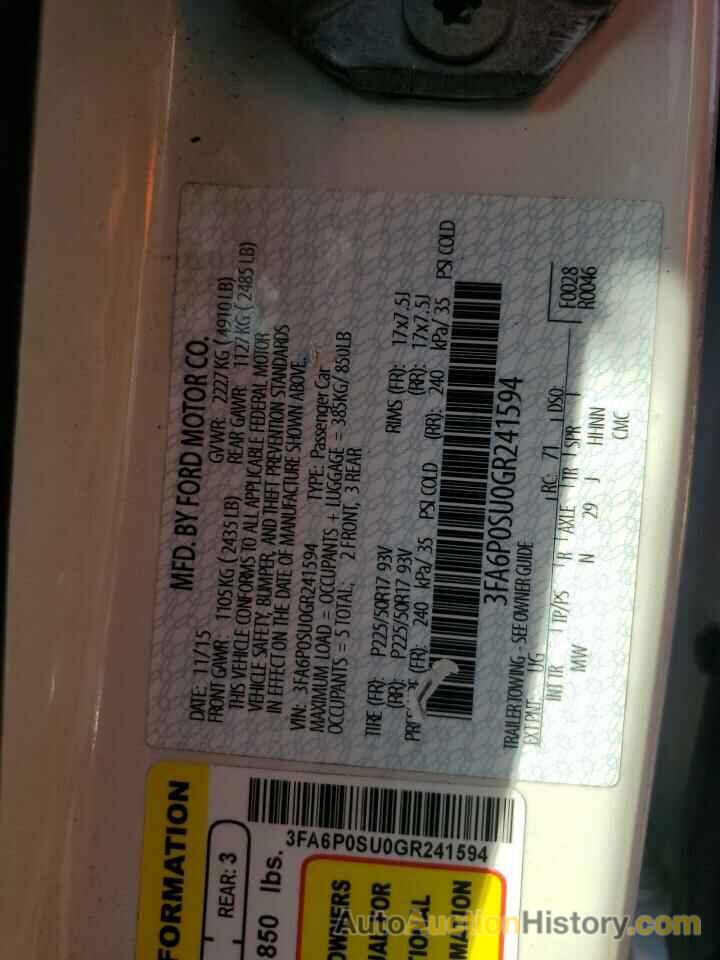 MFD. BY FORD MOTOR CO.
DATE: 11/15 GVWR: 2227KG ( 4910 LB)
FRONT GAWR: 1105KG ( 2435 LB) REAR GAWR: 1127KG ( 2485 LB)
THIS VEHICLE CONFORMS TO ALL APPLICABLE FEDERAL MOTOR
VEHICLE SAFETY, BUMPER, AND THEFT PREVENTION STANDARDS
IN EFFECT ON THE DATE OF MANUFACTURE SHOWN ABOVE.
VIN: 3FA6P0SU0GR241594 TYPE: Passenger Car
MAXIMUM LOAD = OCCUPANTS + LUGGAGE = 385KG/ 850LB
OCCUPANTS = 5 TOTAL: 2 FRONT, 3 REAR
TIRE (FR): P225/50R17 93V RIMS (FR): 17x7.5J
(RR): P225/50R17 93V (RR): 17x7.5J
(FR): 240 kPa/ 35 PSI COLD (RR): 240 kPa/ 35 PSI COLD
3FA6P0SU0GR241594
TRAILER TOWING - SEE OWNER GUIDE
EXT PNT: UG RC: 71 DSO: F0028
INT TR TP/PS R AXLE TR SPR R0046
MW N 29 J HHNN
CMC
3FA6P0SU0GR241594
FORMATION
REAR: 3
850 lbs.
OWNERS
MATION
AutoAuctionHistory.com